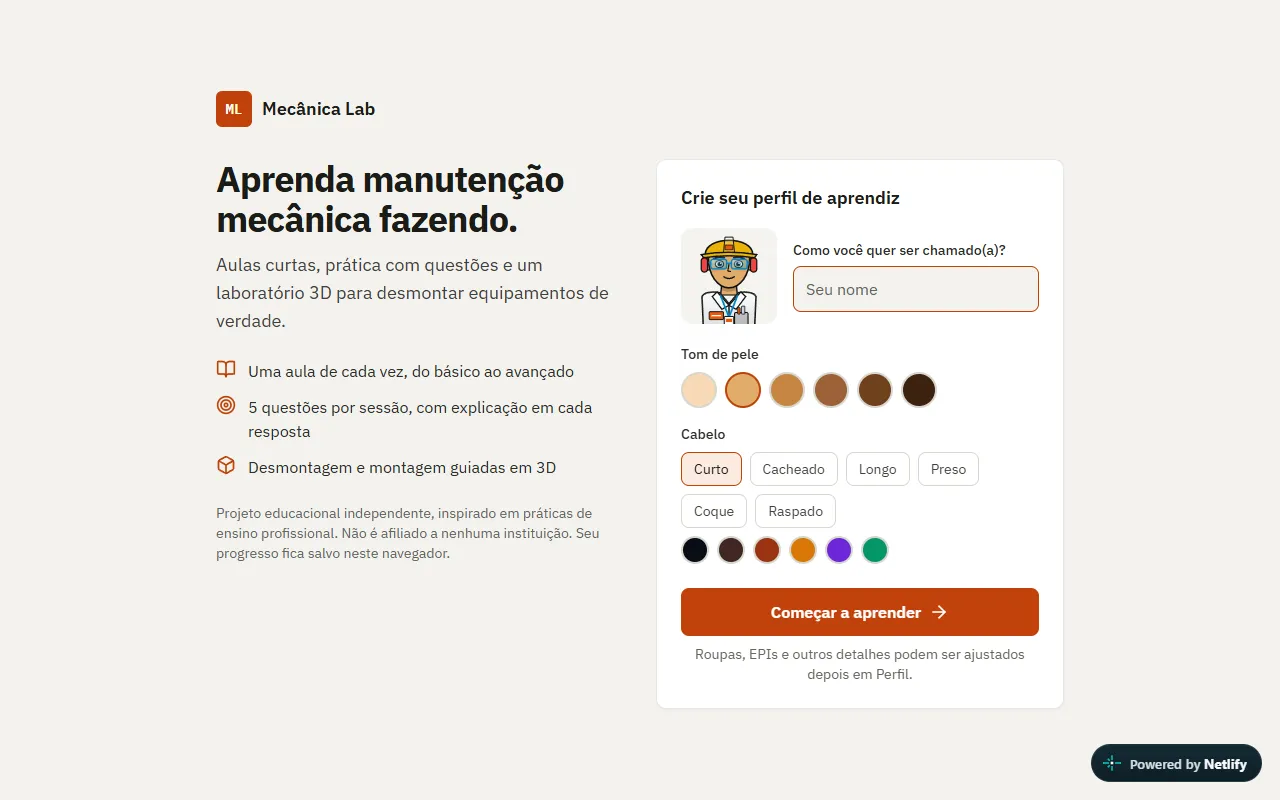 ML
Mecânica Lab
Aprenda manutenção
mecânica fazendo.
Aulas curtas, prática com questões e um
laboratório 3D para desmontar equipamentos de
verdade.
Uma aula de cada vez, do básico ao avançado
5 questões por sessão, com explicação em cada
resposta
Desmontagem e montagem guiadas em 3D
Projeto educacional independente, inspirado em práticas de
ensino profissional. Não é afiliado a nenhuma instituição. Seu
progresso fica salvo neste navegador.
Crie seu perfil de aprendiz
Como você quer ser chamado(a)?
Seu nome
Tom de pele
Cabelo
Curto
Cacheado
Longo
Preso
Coque
Raspado
Começar a aprender
Roupas, EPIs e outros detalhes podem ser ajustados
depois em Perfil.
Powered by Netlify